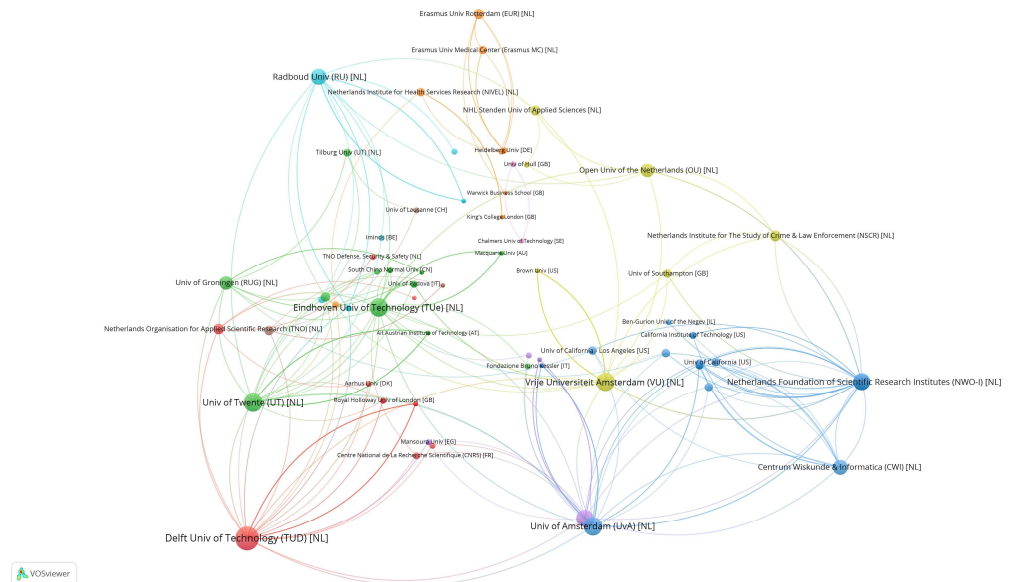 Erasmus Univ Rotterdam (EUR) [NL]
Erasmus Univ Medical Center (Erasmus MC) [NL]
Radboud Univ (RU) [NL]
Netherlands Institute for Health Services Research (NIVEL) [NL]
NHL Stenden Univ of Applied Sciences [NL]
Tilburg Univ (UT) [NL]
Heidelberg Univ [DE]
Univ of Hull [GB]
Open Univ of the Netherlands (OU) [NL]
Warwick Business School [GB]
Univ of Lausanne [CH]
King's College London [GB]
Iminds [BE]
Chalmers Univ of Technology [SE]
Netherlands Institute for The Study of Crime & Law Enforcement (NSCR) [NL]
Macquarie Univ [AU]
TNO Defense, Security & Safety [NL]
South China Normal Univ [CN]
Brown Univ [US]
Univ of Southampton [GB]
Univ of Groningen (RUG) [NL]
Univ of Padova [IT]
Eindhoven Univ of Technology (TUe) [NL]
Netherlands Organisation for Applied Scientific Research (TNO) [NL]
Ben-Gurion Univ of the Negev [IL]
AIT Austrian Institute of Technology [AT]
California Institute of Technology [US]
Univ of California - Los Angeles [US]
Fondazione Bruno Kessler [IT]
Univ of California [US]
Aarhus Univ [DK]
Vrije Universiteit Amsterdam (VU) [NL]
Netherlands Foundation of Scientific Research Institutes (NWO-I) [NL]
Univ of Twente (UT) [NL]
Royal Holloway Univ of London [GB]
Mansoura Univ [EG]
Centre National de La Recherche Scientifique (CNRS) [FR]
Centrum Wiskunde & Informatica (CWI) [NL]
Univ of Amsterdam (UvA) [NL]
Delft Univ of Technology (TUD) [NL]
VOSviewer